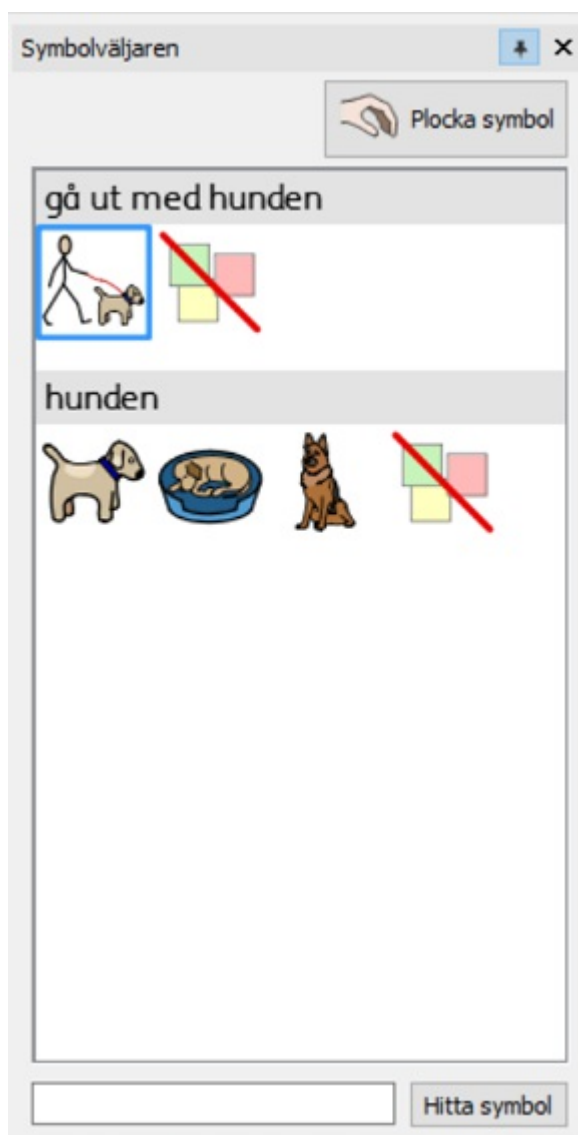 Symbolväljaren
Plocka symbol
gå ut med hunden
hunden
Hitta symbol